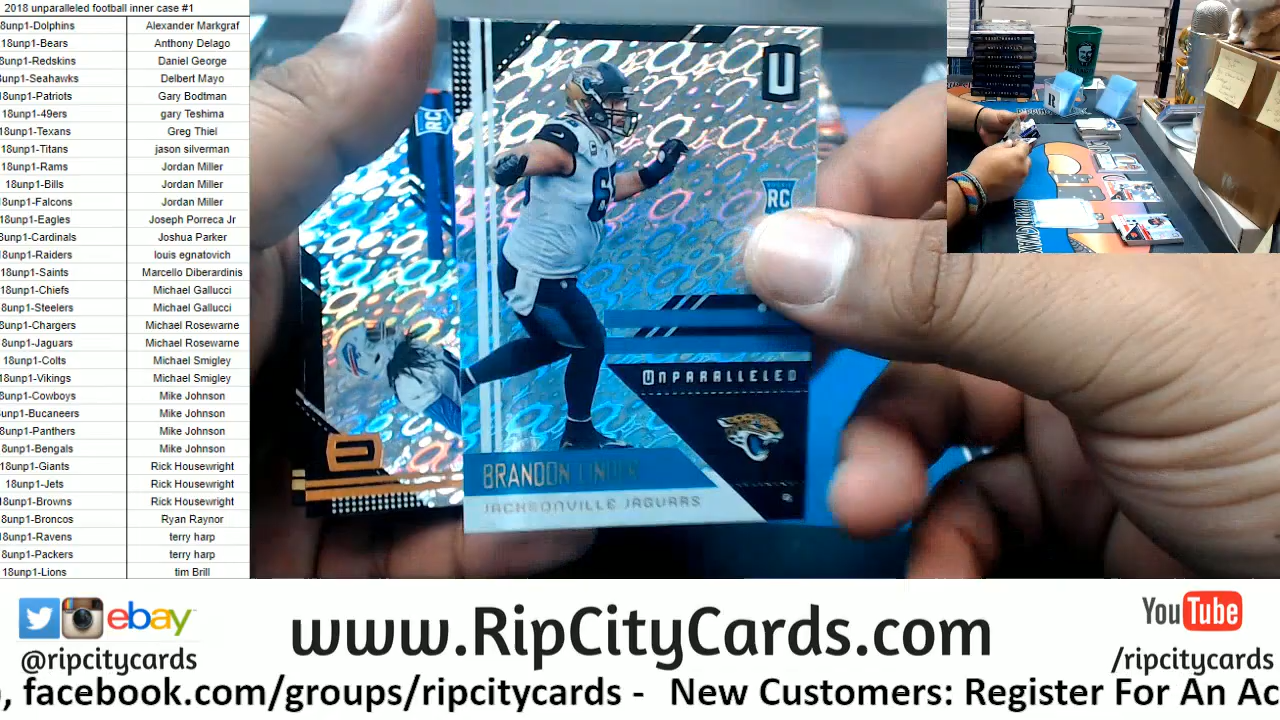 2018 unparalleled football inner case #1
8unp1-Dolphins Alexander Markgraf
18unp1-Bears Anthony Delago
8unp1-Redskins Daniel George
8unp1-Seahawks Delbert Mayo
8unp1-Patriots Gary Bodtman
18unp1-49ers gary Teshima
8unp1-Texans Greg Thiel
18unp1-Titans jason silverman
18unp1-Rams Jordan Miller
18unp1-Bills Jordan Miller
18unp1-Falcons Jordan Miller
18unp1-Eagles Joseph Porreca Jr
8unp1-Cardinals Joshua Parker
18unp1-Raiders louis egnatovich
18unp1-Saints Marcello Diberardinis
18unp1-Chiefs Michael Gallucci
8unp1-Steelers Michael Gallucci
8unp1-Chargers Michael Rosewarne
8unp1-Jaguars Michael Rosewarne
18unp1-Colts Michael Smigley
18unp1-Vikings Michael Smigley
8unp1-Cowboys Mike Johnson
8unp1-Bucaneers Mike Johnson
8unp1-Panthers Mike Johnson
8unp1-Bengals Mike Johnson
18unp1-Giants Rick Housewright
18unp1-Jets Rick Housewright
8unp1-Browns Rick Housewright
8unp1-Broncos Ryan Raynor
8unp1-Ravens terry harp
8unp1-Packers terry harp
18unp1-Lions tim Brill
U
RC
ROOKIE
RC
UNPARALLELED
BRANDON LINDER
JACKSONVILLE JAGUARS
ebay
@ripcitycards
www.RipCityCards.com
YouTube
/ripcitycards
, facebook.com/groups/ripcitycards - New Customers: Register For An Ac